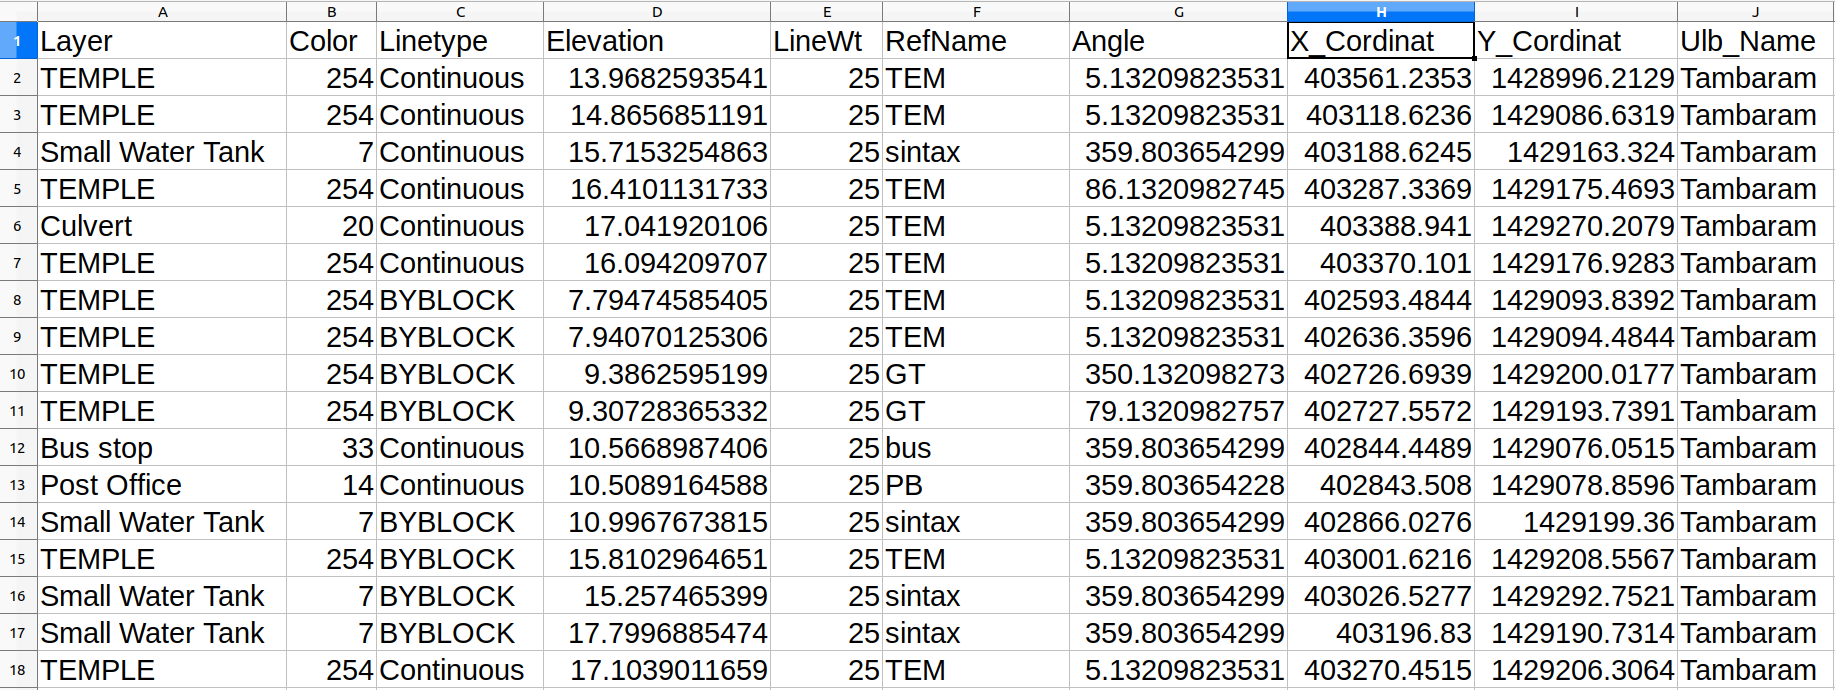 A B C D E F G H I J
1 Layer Color Linetype Elevation LineWt RefName Angle X_Cordinat Y_Cordinat Ulb_Name
2 TEMPLE 254 Continuous 13.9682593541 25 TEM 5.13209823531 403561.2353 1428996.2129 Tambaram
3 TEMPLE 254 Continuous 14.8656851191 25 TEM 5.13209823531 403118.6236 1429086.6319 Tambaram
4 Small Water Tank 7 Continuous 15.7153254863 25 sintax 359.803654299 403188.6245 1429163.324 Tambaram
5 TEMPLE 254 Continuous 16.4101131733 25 TEM 86.1320982745 403287.3369 1429175.4693 Tambaram
6 Culvert 20 Continuous 17.041920106 25 TEM 5.13209823531 403388.941 1429270.2079 Tambaram
7 TEMPLE 254 Continuous 16.094209707 25 TEM 5.13209823531 403370.101 1429176.9283 Tambaram
8 TEMPLE 254 BYBLOCK 7.79474585405 25 TEM 5.13209823531 402593.4844 1429093.8392 Tambaram
9 TEMPLE 254 BYBLOCK 7.94070125306 25 TEM 5.13209823531 402636.3596 1429094.4844 Tambaram
10 TEMPLE 254 BYBLOCK 9.3862595199 25 GT 350.132098273 402726.6939 1429200.0177 Tambaram
11 TEMPLE 254 BYBLOCK 9.30728365332 25 GT 79.1320982757 402727.5572 1429193.7391 Tambaram
12 Bus stop 33 Continuous 10.5668987406 25 bus 359.803654299 402844.4489 1429076.0515 Tambaram
13 Post Office 14 Continuous 10.5089164588 25 PB 359.803654228 402843.508 1429078.8596 Tambaram
14 Small Water Tank 7 BYBLOCK 10.9967673815 25 sintax 359.803654299 402866.0276 1429199.36 Tambaram
15 TEMPLE 254 BYBLOCK 15.8102964651 25 TEM 5.13209823531 403001.6216 1429208.5567 Tambaram
16 Small Water Tank 7 BYBLOCK 15.257465399 25 sintax 359.803654299 403026.5277 1429292.7521 Tambaram
17 Small Water Tank 7 BYBLOCK 17.7996885474 25 sintax 359.803654299 403196.83 1429190.7314 Tambaram
18 TEMPLE 254 Continuous 17.1039011659 25 TEM 5.13209823531 403270.4515 1429206.3064 Tambaram